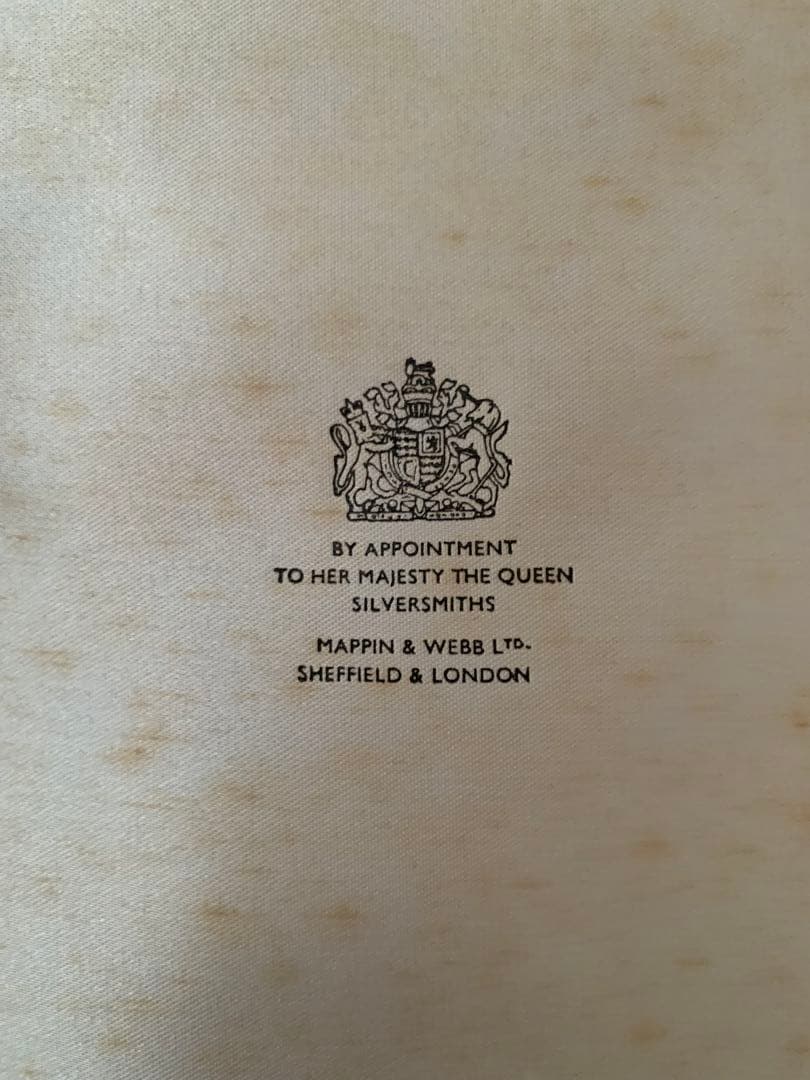 BY APPOINTMENT
TO HER MAJESTY THE QUEEN
SILVERSMITHS
MAPPIN & WEBB LTD.
SHEFFIELD & LONDON